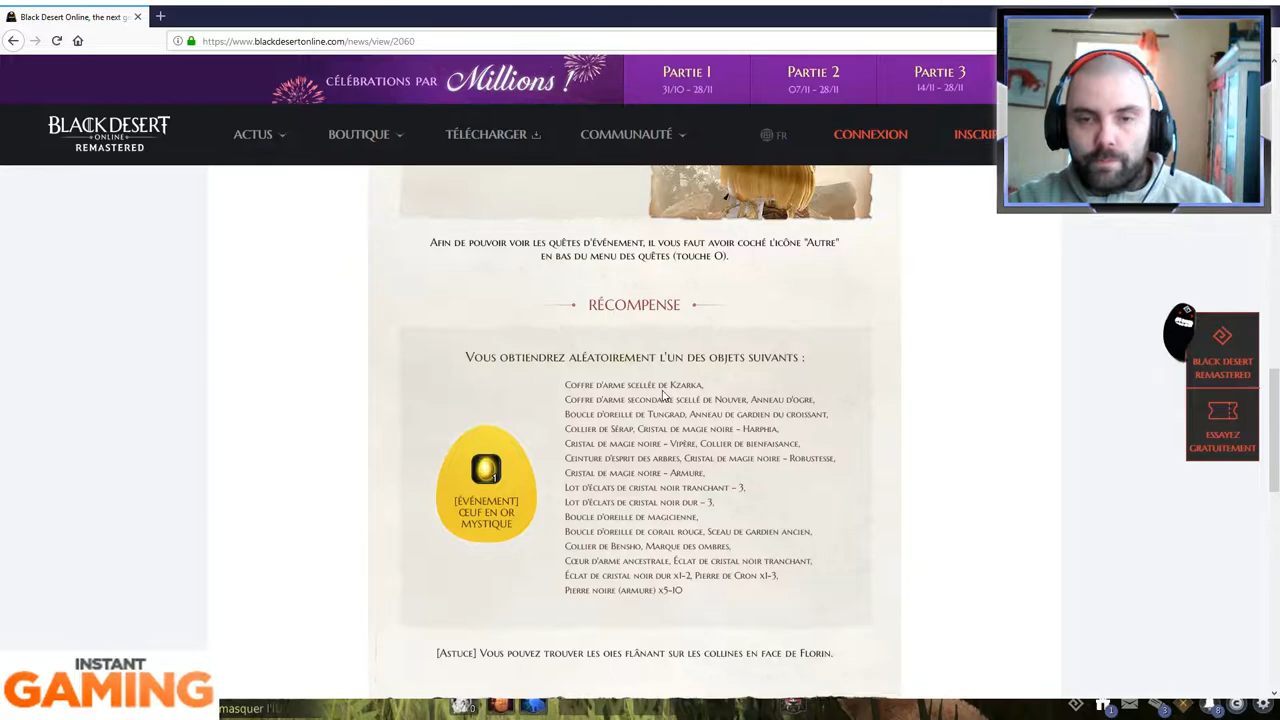 Black Desert Online, the next g
https://www.blackdesertonline.com/news/view/2060
CÉLÉBRATIONS PAR Millions !
PARTIE 1
31/10 - 28/11
PARTIE 2
07/11 - 28/11
PARTIE 3
14/11 - 28/11
BLACK DESERT
ONLINE
REMASTERED
ACTUS
BOUTIQUE
TÉLÉCHARGER
COMMUNAUTÉ
FR
CONNEXION
INSCRIP
AFIN DE POUVOIR VOIR LES QUÊTES D'ÉVÉNEMENT, IL VOUS FAUT AVOIR COCHÉ L'ICÔNE "AUTRE"
EN BAS DU MENU DES QUÊTES (TOUCHE O).
RÉCOMPENSE
VOUS OBTIENDREZ ALÉATOIREMENT L'UN DES OBJETS SUIVANTS :
COFFRE D'ARME SCELLÉE DE KZARKA,
COFFRE D'ARME SECONDAIRE SCELLÉ DE NOUVER, ANNEAU D'OGRE,
BOUCLE D'OREILLE DE TUNGRAD, ANNEAU DE GARDIEN DU CROISSANT,
COLLIER DE SÉRAP, CRISTAL DE MAGIE NOIRE - HARPHIA,
CRISTAL DE MAGIE NOIRE - VIPÈRE, COLLIER DE BIENFAISANCE,
CEINTURE D'ESPRIT DES ARBRES, CRISTAL DE MAGIE NOIRE - ROBUSTESSE,
CRISTAL DE MAGIE NOIRE - ARMURE,
LOT D'ÉCLATS DE CRISTAL NOIR TRANCHANT – 3,
LOT D'ÉCLATS DE CRISTAL NOIR DUR – 3,
BOUCLE D'OREILLE DE MAGICIENNE,
BOUCLE D'OREILLE DE CORAIL ROUGE, SCEAU DE GARDIEN ANCIEN,
COLLIER DE BENSHO, MARQUE DES OMBRES,
CŒUR D'ARME ANCESTRALE, ÉCLAT DE CRISTAL NOIR TRANCHANT,
ÉCLAT DE CRISTAL NOIR DUR X1-2, PIERRE DE CRON X1-3,
PIERRE NOIRE (ARMURE) X5-10
1
[ÉVÉNEMENT]
ŒUF EN OR
MYSTIQUE
[ASTUCE] VOUS POUVEZ TROUVER LES OIES FLÂNANT SUR LES COLLINES EN FACE DE FLORIN.
BLACK DESERT
REMASTERED
ESSAYEZ
GRATUITEMENT
INSTANT
GAMING
masquer l'i
0
1
3
8